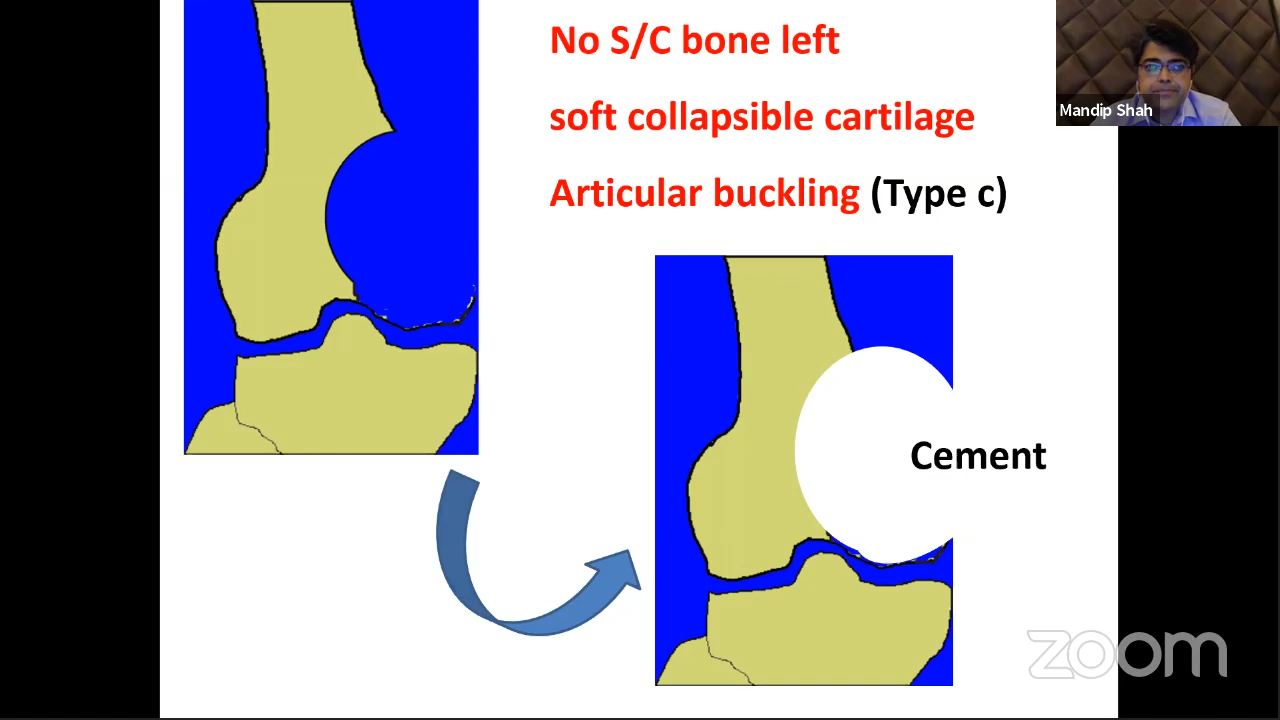 No S/C bone left
soft collapsible cartilage
Articular buckling (Type c)
Cement
Mandip Shah
zoom